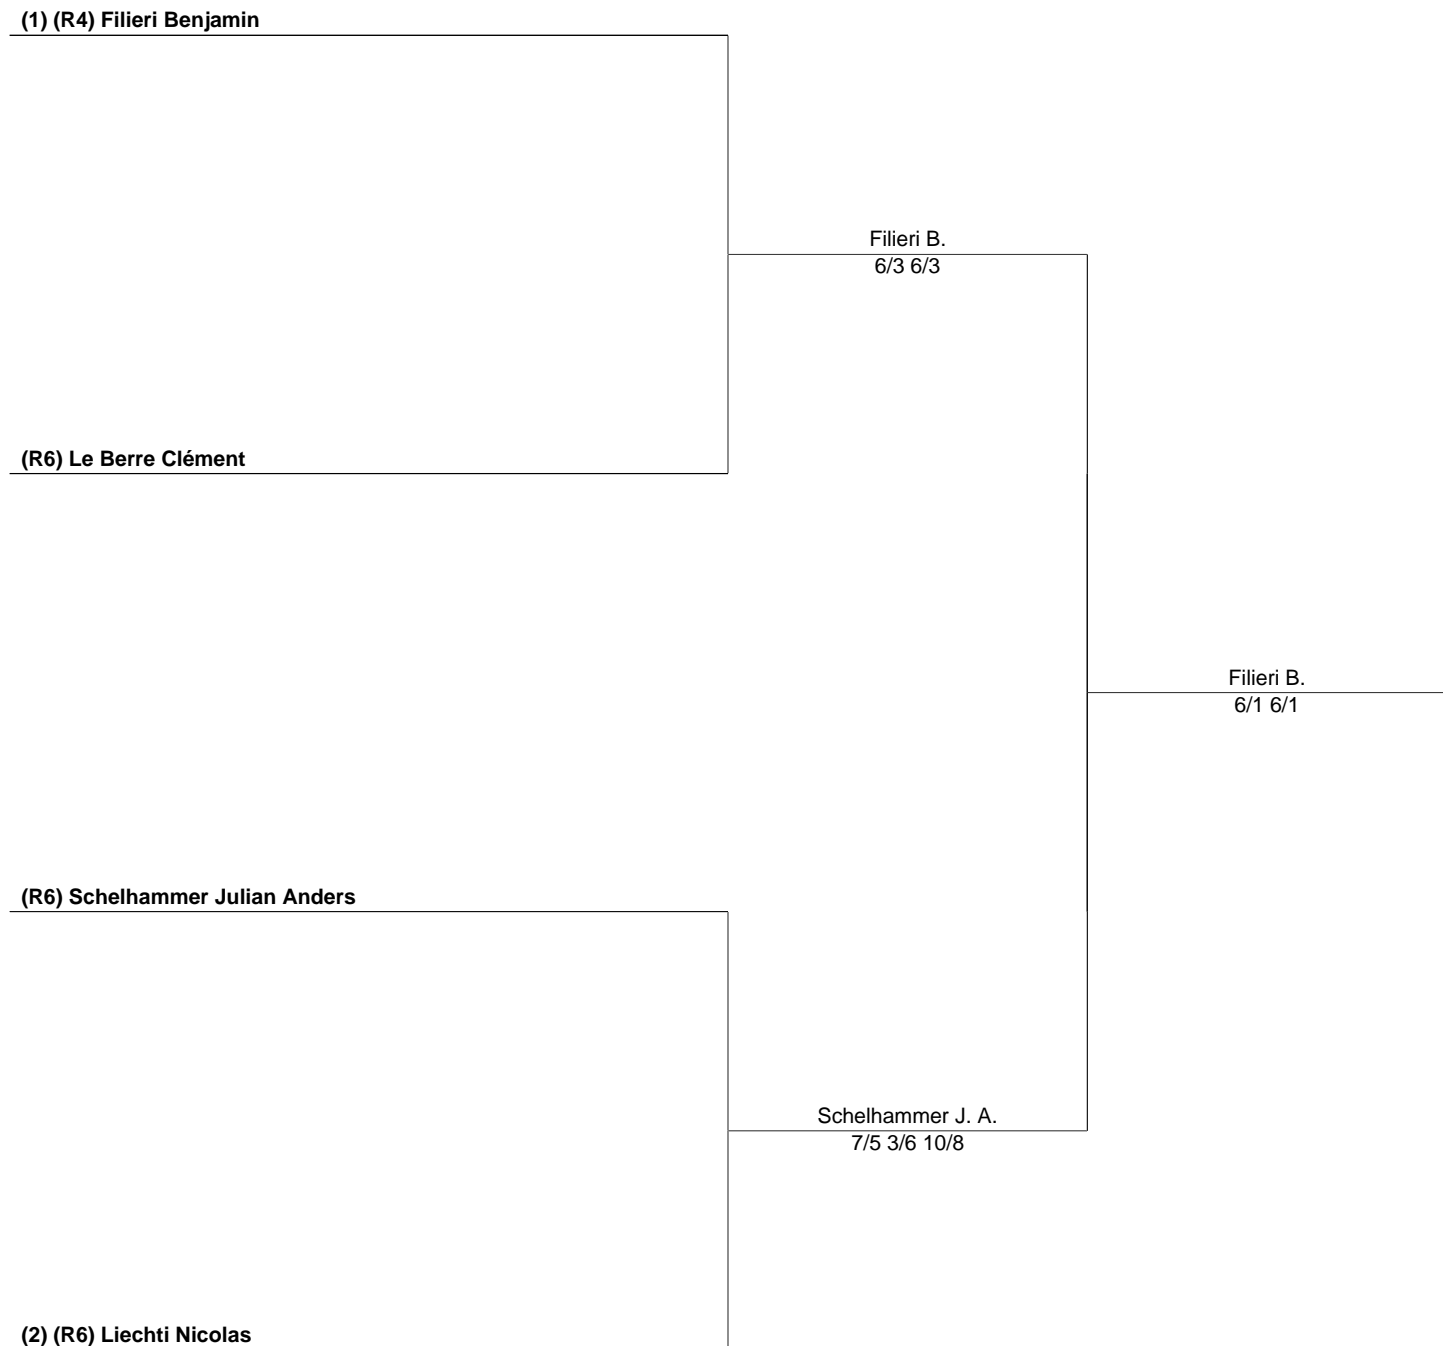 (1) (R4) Filieri Benjamin
Filieri B.
6/3 6/3
(R6) Le Berre Clément
Filieri B.
6/1 6/1
(R6) Schelhammer Julian Anders
Schelhammer J. A.
7/5 3/6 10/8
(2) (R6) Liechti Nicolas